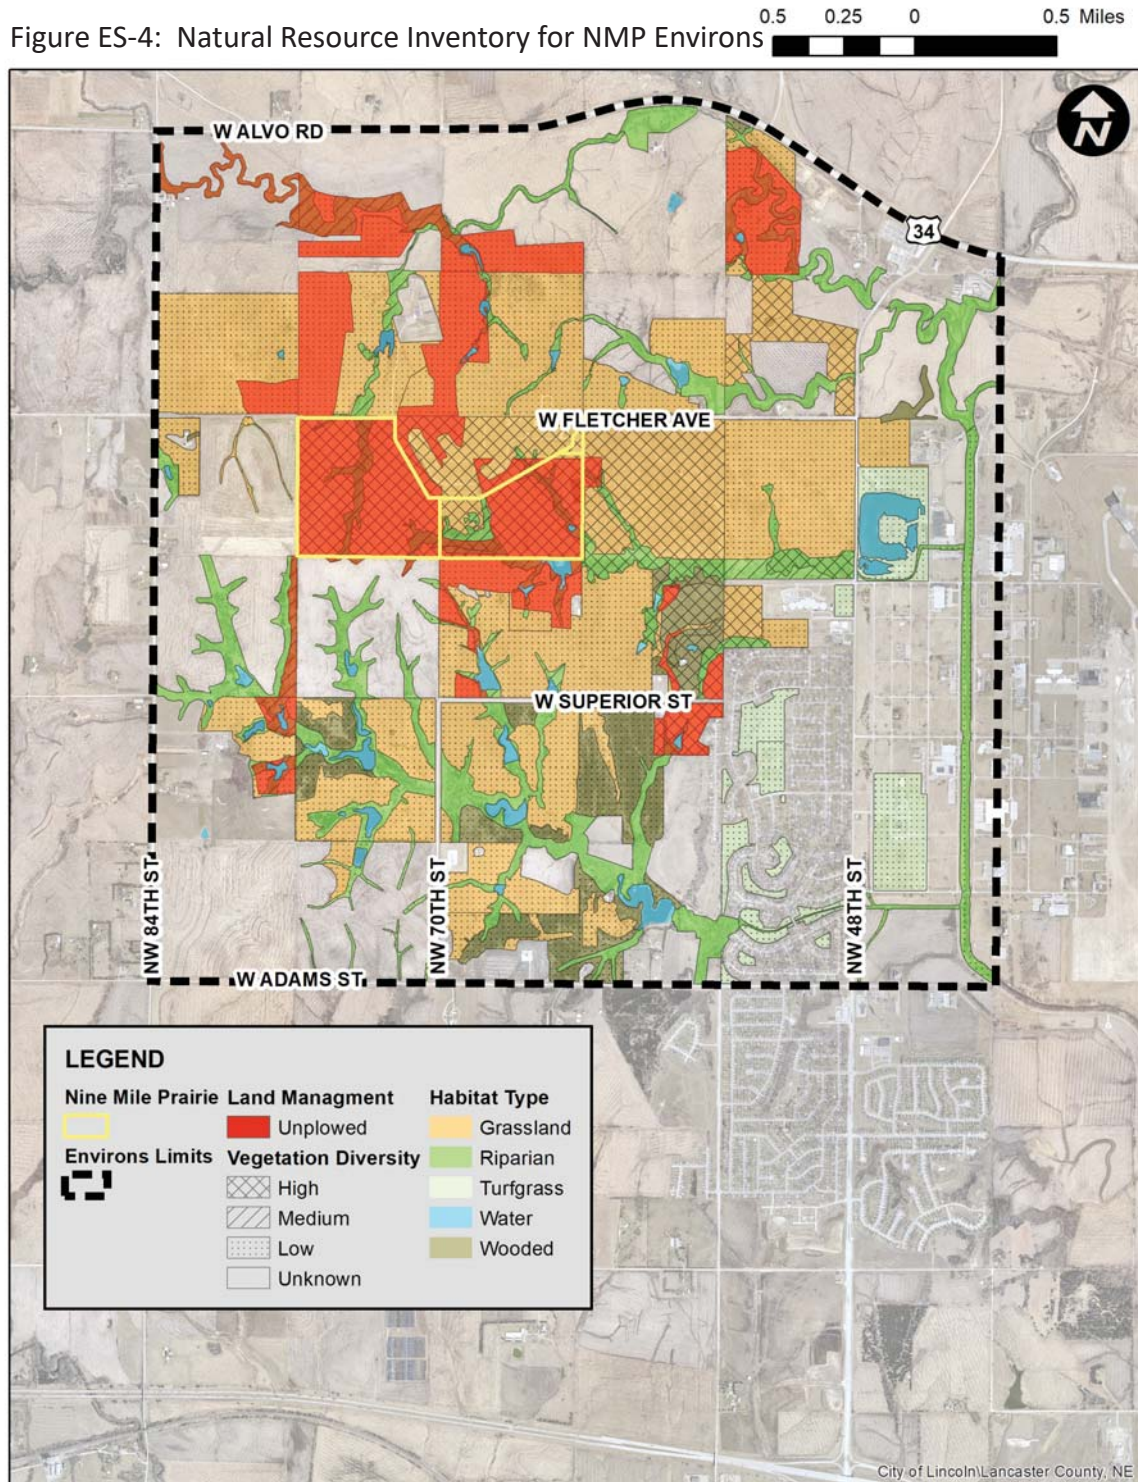 0.5 0.25 0 0.5 Miles
Figure ES-4: Natural Resource Inventory for NMP Environs
N
W ALVO RD
34
W FLETCHER AVE
W SUPERIOR ST
NW 84TH ST
NW 70TH ST
NW 48TH ST
W ADAMS ST
LEGEND
Nine Mile Prairie Land Managment Habitat Type
Unplowed Grassland
Environs Limits Vegetation Diversity Riparian
High Turfgrass
Medium Water
Low Wooded
Unknown
City of Lincoln\Lancaster County, NE